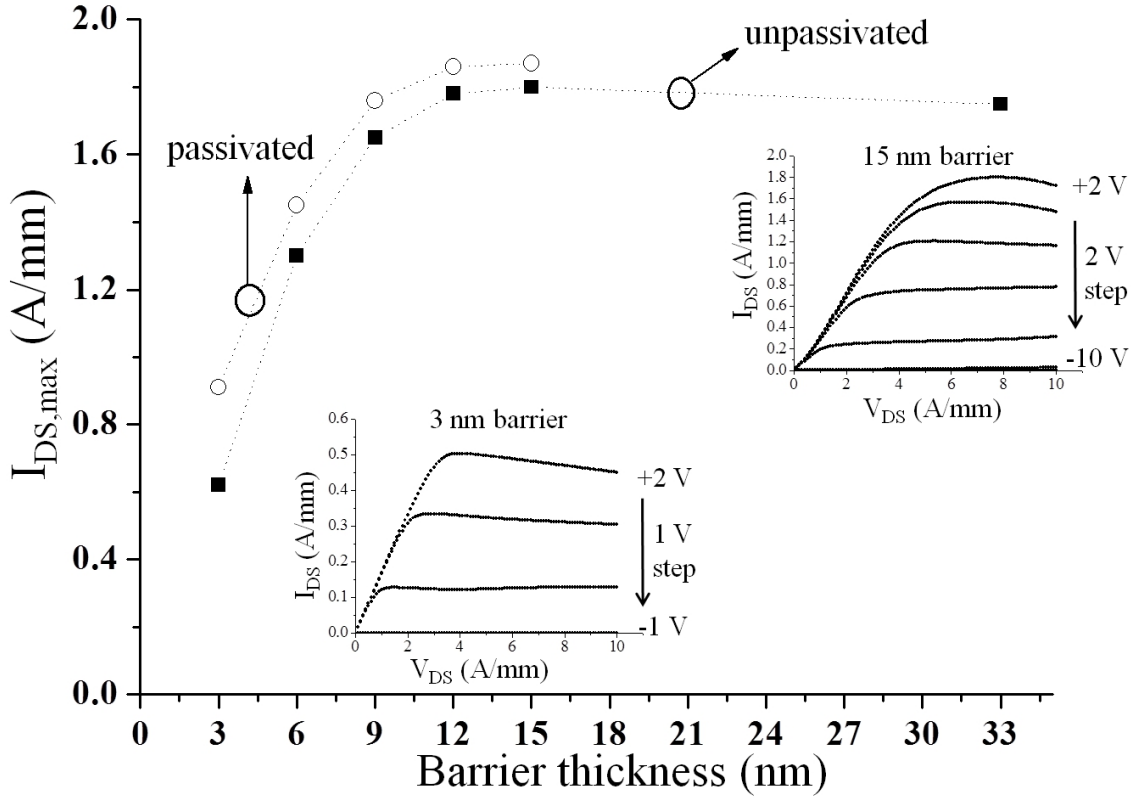 2.0
1.6
1.2
0.8
0.4
0.0
I_DS,max (A/mm)
unpassivated
passivated
15 nm barrier
2.0
1.8
1.6
1.4
1.2
1.0
0.8
0.6
0.4
0.2
0.0
I_DS (A/mm)
0 2 4 6 8 10
V_DS (A/mm)
+2 V
2 V
step
-10 V
3 nm barrier
0.6
0.5
0.4
0.3
0.2
0.1
0.0
I_DS (A/mm)
0 2 4 6 8 10
V_DS (A/mm)
+2 V
1 V
step
-1 V
0 3 6 9 12 15 18 21 24 27 30 33
Barrier thickness (nm)